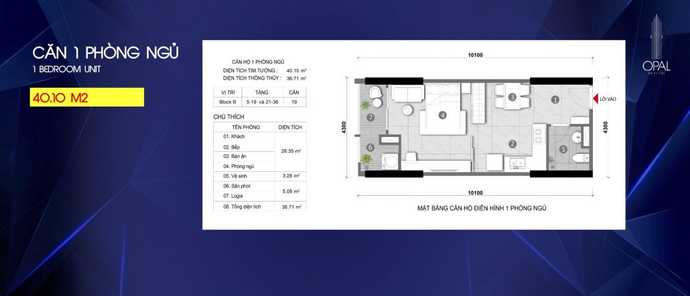 CĂN 1 PHÒNG NGỦ
1 BEDROOM UNIT
40.10 M2
CĂN HỘ 1 PHÒNG NGỦ
DIỆN TÍCH TIM TƯỜNG : 40.10 m²
DIỆN TÍCH THÔNG THỦY : 36.71 m²
VỊ TRÍ TẦNG CĂN
Block B 5-19 và 21-36 19
CHÚ THÍCH
TÊN PHÒNG DIỆN TÍCH
01. Khách
02. Bếp
03. Bàn ăn
04. Phòng ngủ
28.35 m²
05. Vệ sinh 3.28 m²
06. Sân phơi
07. Logia
5.08 m²
08. Tổng diện tích 36.71 m²
10100
4300
4300
10100
1
2
3
4
5
6
7
LỐI VÀO
MẶT BẰNG CĂN HỘ ĐIỂN HÌNH 1 PHÒNG NGỦ
OPAL